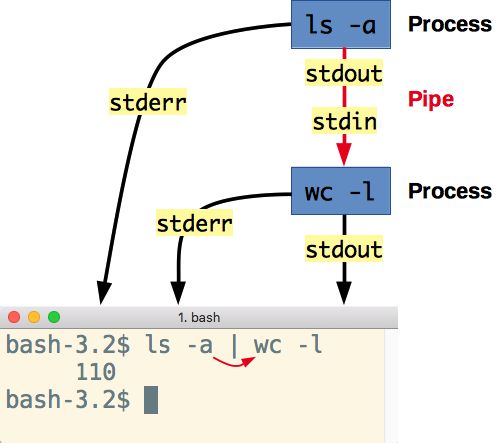 ls -a
Process
stdout
Pipe
stderr
stdin
wc -l
Process
stderr
stdout
1. bash
bash-3.2$ ls -a | wc -l
110
bash-3.2$